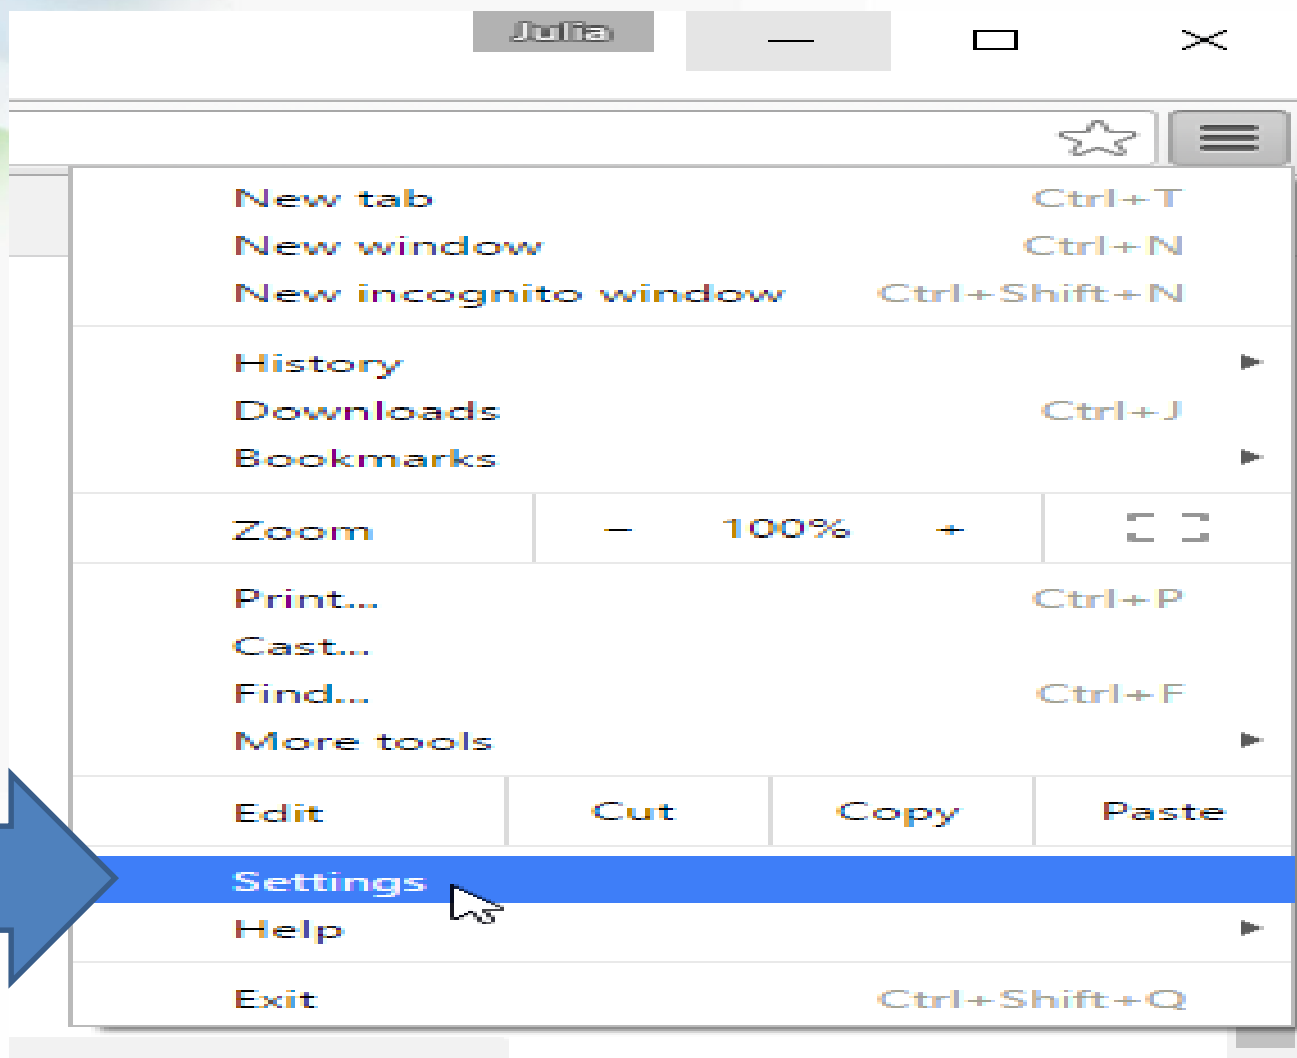 Julia
New tab Ctrl+T
New window Ctrl+N
New incognito window Ctrl+Shift+N
History
Downloads Ctrl+J
Bookmarks
Zoom – 100% +
Print... Ctrl+P
Cast...
Find... Ctrl+F
More tools
Edit Cut Copy Paste
Settings
Help
Exit Ctrl+Shift+Q